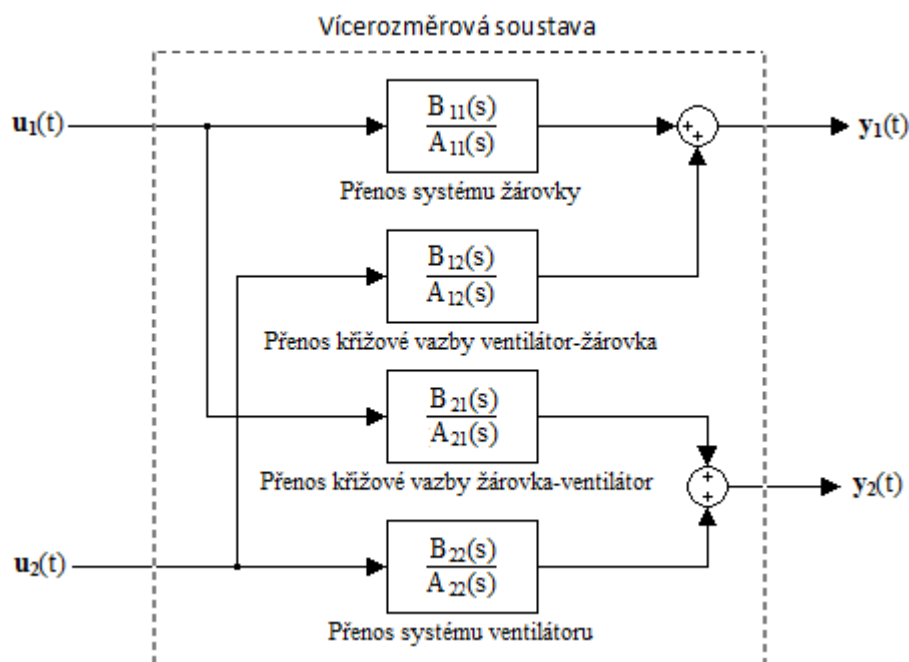 Vícerozměrová soustava
u₁(t)
B₁₁(s)
A₁₁(s)
+
+
y₁(t)
Přenos systému žárovky
B₁₂(s)
A₁₂(s)
Přenos křížové vazby ventilátor-žárovka
B₂₁(s)
A₂₁(s)
Přenos křížové vazby žárovka-ventilátor
+
+
y₂(t)
u₂(t)
B₂₂(s)
A₂₂(s)
Přenos systému ventilátoru